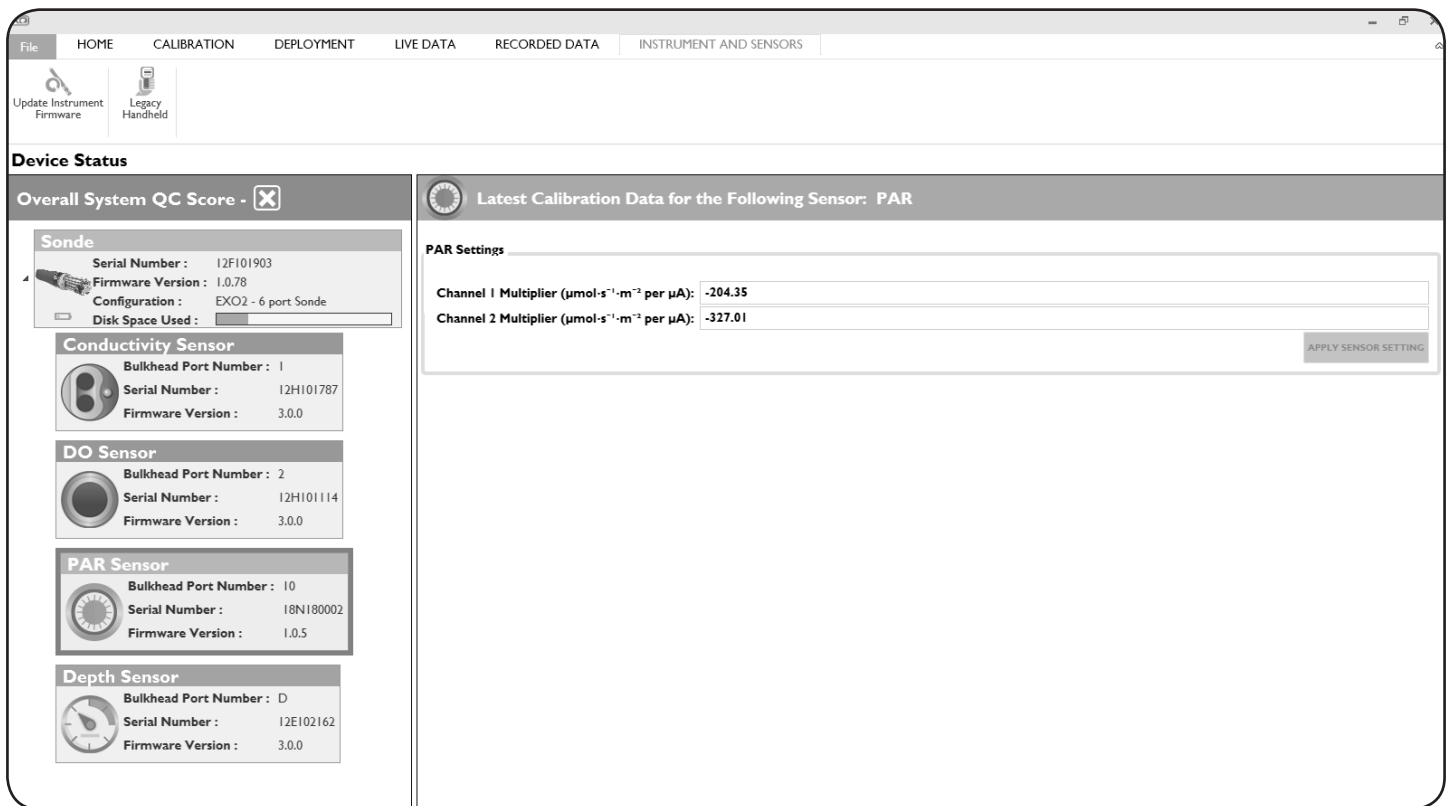 File HOME CALIBRATION DEPLOYMENT LIVE DATA RECORDED DATA INSTRUMENT AND SENSORS
Update Instrument
Firmware
Legacy
Handheld
Device Status
Overall System QC Score -
Sonde
Serial Number : 12F101903
Firmware Version : 1.0.78
Configuration : EXO2 - 6 port Sonde
Disk Space Used :
Conductivity Sensor
Bulkhead Port Number : 1
Serial Number : 12H101787
Firmware Version : 3.0.0
DO Sensor
Bulkhead Port Number : 2
Serial Number : 12H101114
Firmware Version : 3.0.0
PAR Sensor
Bulkhead Port Number : 10
Serial Number : 18N180002
Firmware Version : 1.0.5
Depth Sensor
Bulkhead Port Number : D
Serial Number : 12E102162
Firmware Version : 3.0.0
Latest Calibration Data for the Following Sensor: PAR
PAR Settings
Channel 1 Multiplier (µmol·s⁻¹·m⁻² per µA): -204.35
Channel 2 Multiplier (µmol·s⁻¹·m⁻² per µA): -327.01
APPLY SENSOR SETTING